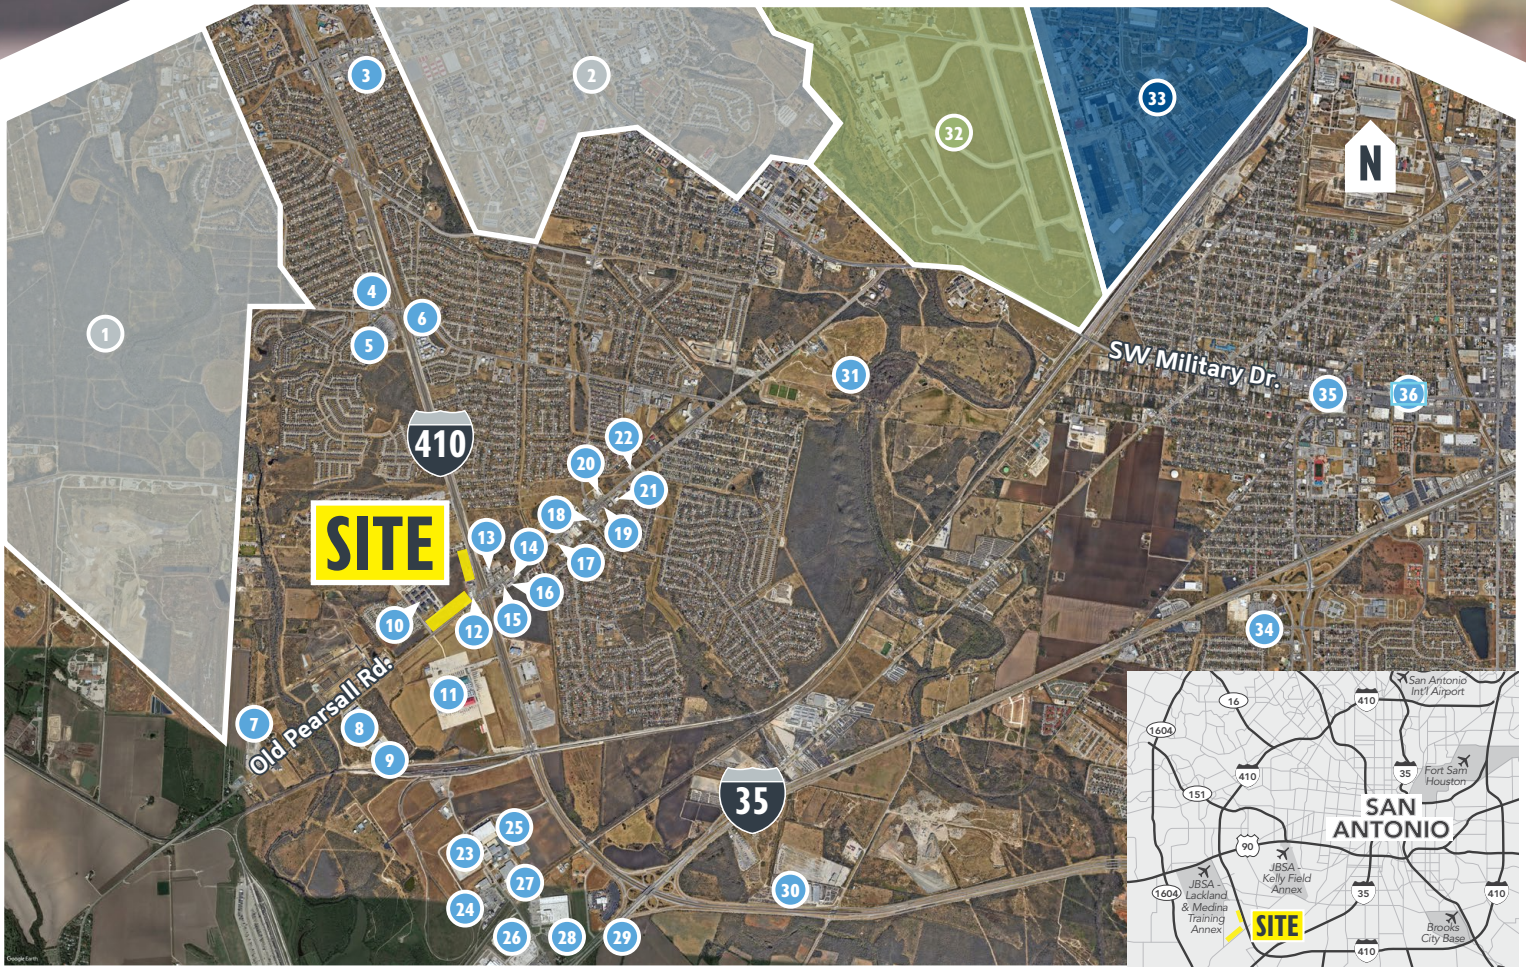 3
2
33
32
N
1
4
6
5
31
SW Military Dr.
35
36
410
22
20
21
SITE
18
19
13
14
17
16
10
12
15
34
Old Pearsall Rd.
11
7
8
9
35
25
23
27
24
30
26
28
29
Google Earth
San Antonio
Int'l Airport
16
410
1604
410
35
Fort Sam
Houston
151
SAN
ANTONIO
90
JBSA -
Kelly Field
Annex
JBSA -
Lackland
& Medina
Training
Annex
1604
35
410
SITE
Brooks
City Base
410